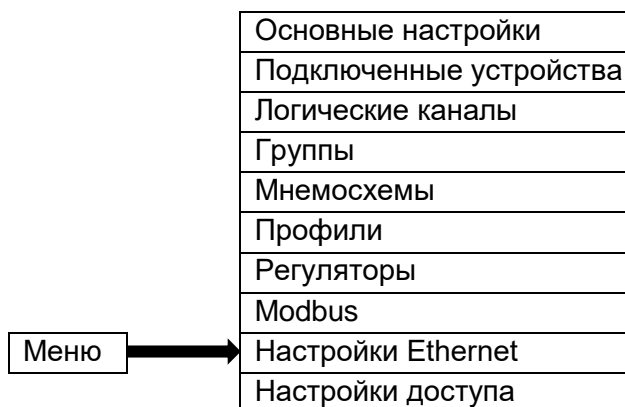 Основные настройки
Подключенные устройства
Логические каналы
Группы
Мнемосхемы
Профили
Регуляторы
Modbus
Меню
Настройки Ethernet
Настройки доступа